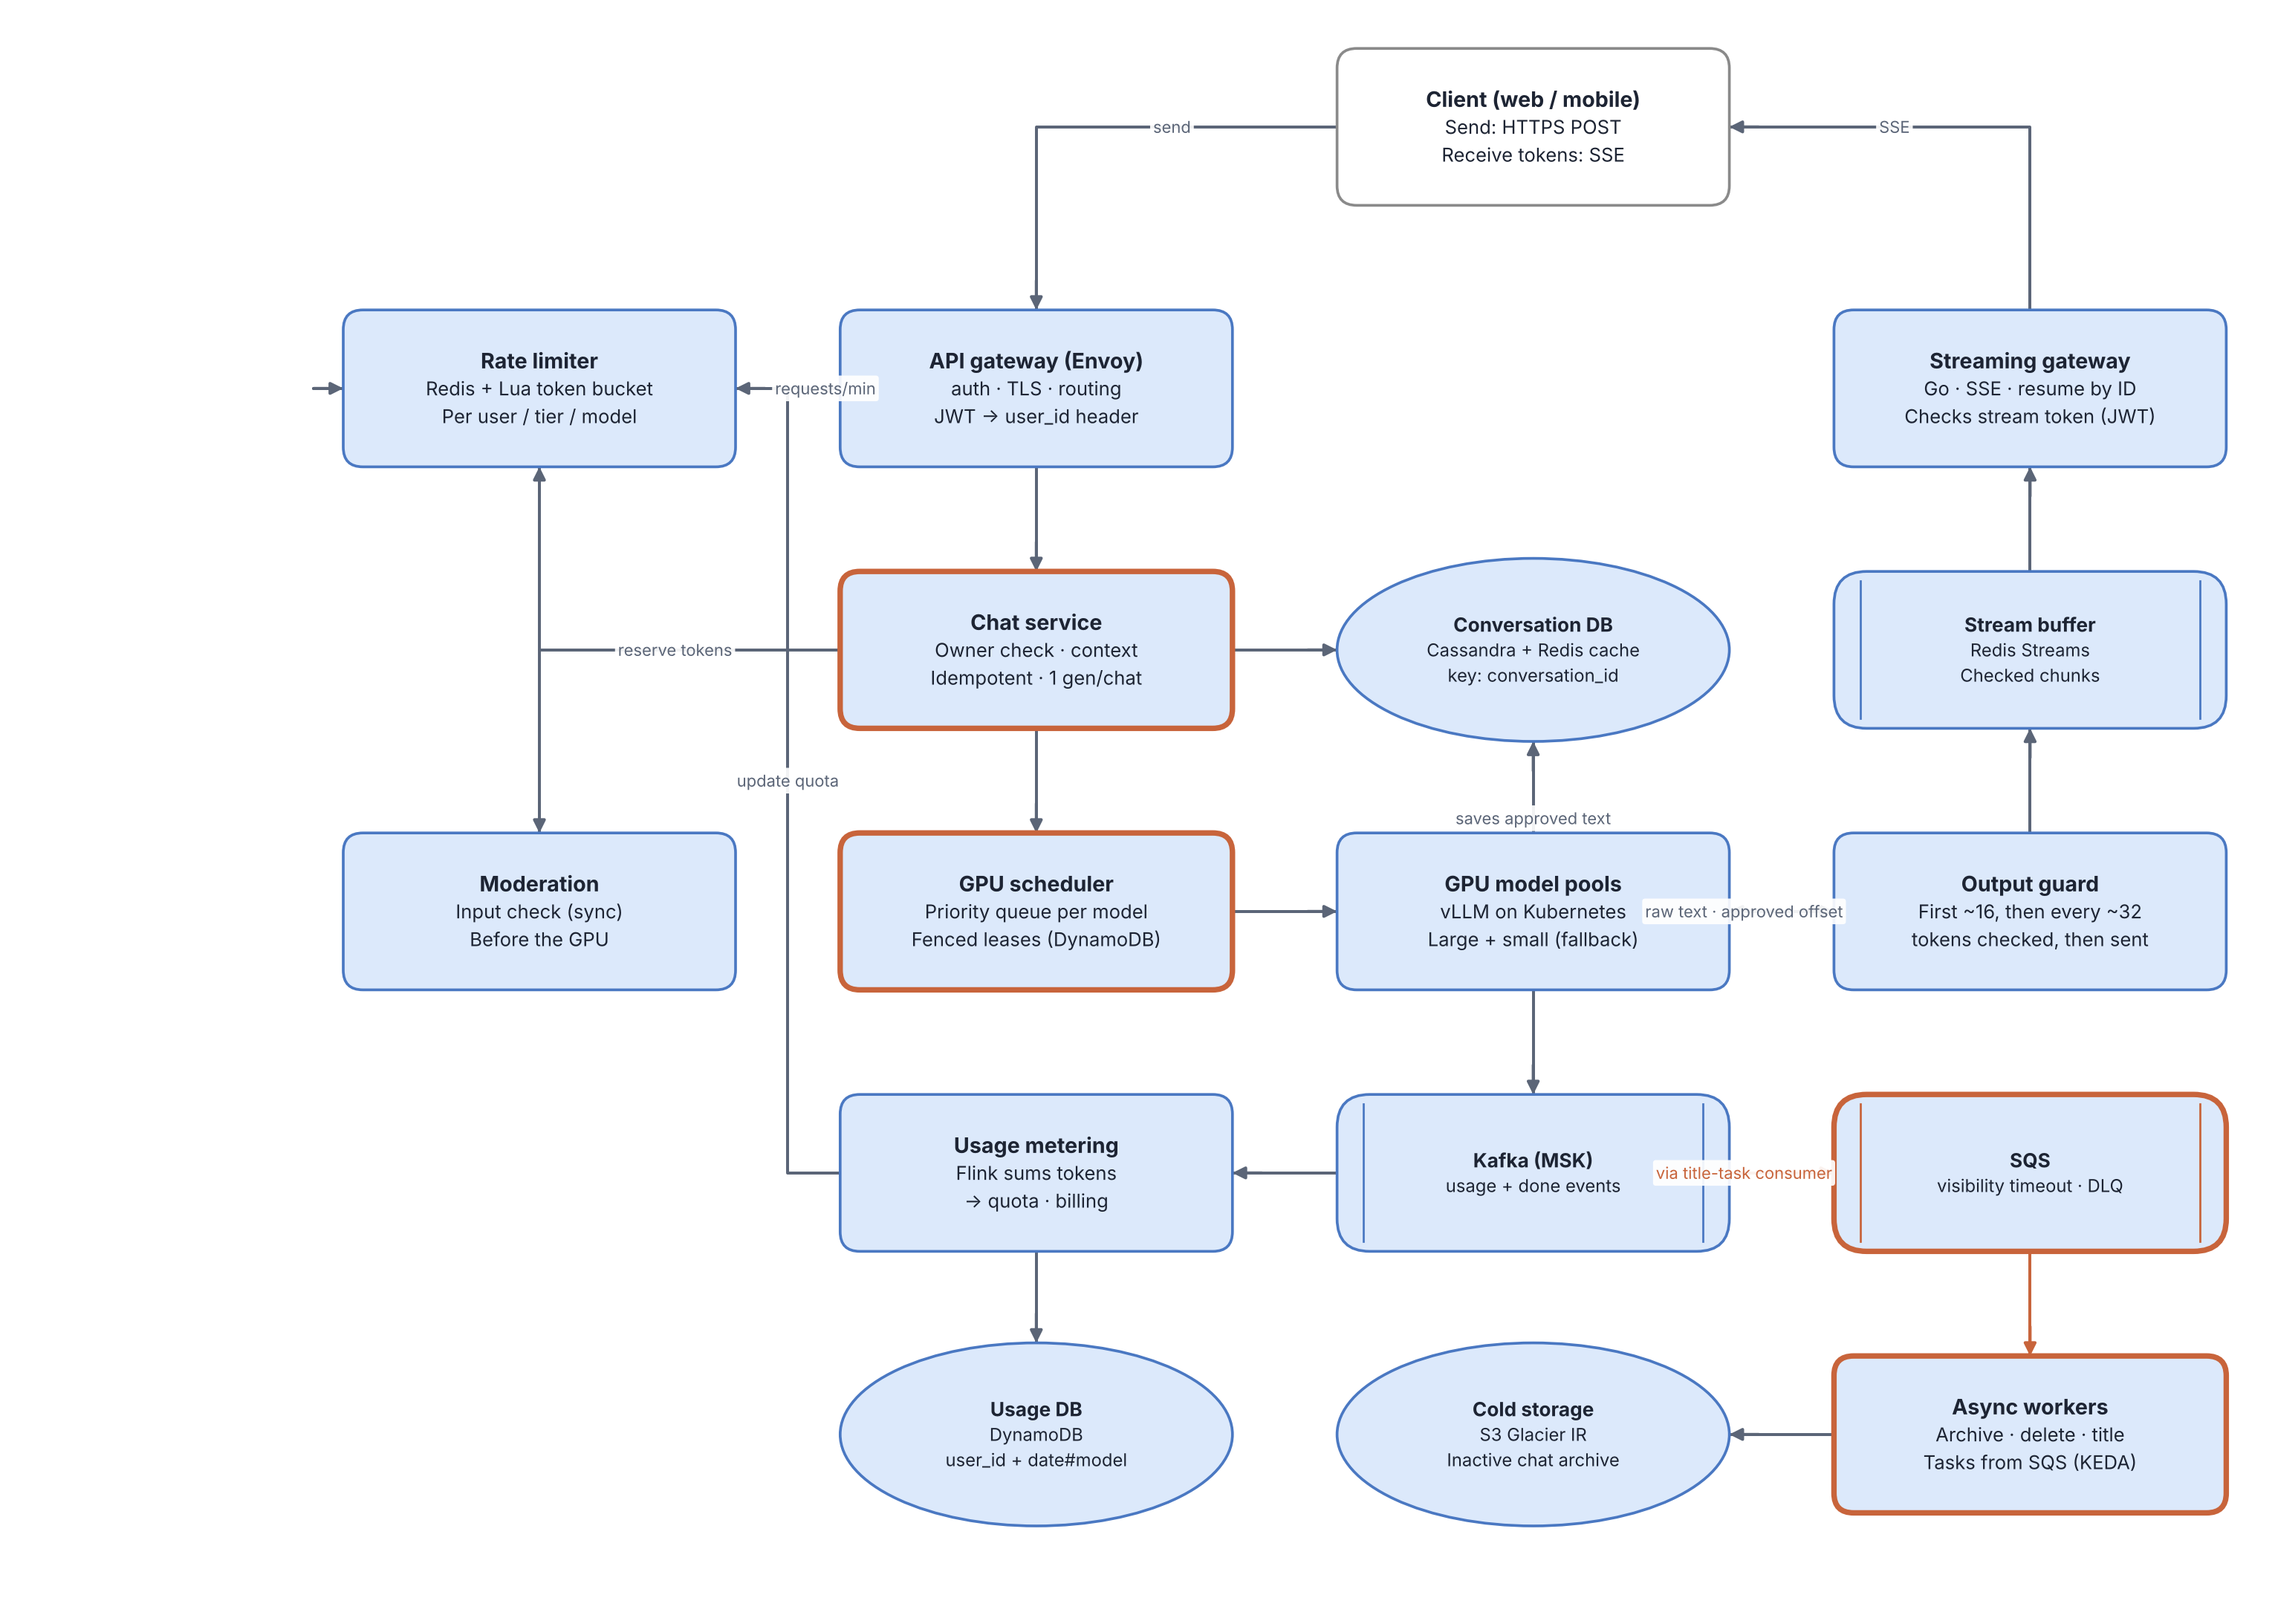 Client (web / mobile)
Send: HTTPS POST
Receive tokens: SSE
send
SSE
Rate limiter
Redis + Lua token bucket
Per user / tier / model
requests/min
API gateway (Envoy)
auth · TLS · routing
JWT → user_id header
Streaming gateway
Go · SSE · resume by ID
Checks stream token (JWT)
reserve tokens
Chat service
Owner check · context
Idempotent · 1 gen/chat
Conversation DB
Cassandra + Redis cache
key: conversation_id
Stream buffer
Redis Streams
Checked chunks
update quota
saves approved text
Moderation
Input check (sync)
Before the GPU
GPU scheduler
Priority queue per model
Fenced leases (DynamoDB)
GPU model pools
vLLM on Kubernetes
Large + small (fallback)
raw text · approved offset
Output guard
First ~16, then every ~32
tokens checked, then sent
Usage metering
Flink sums tokens
→ quota · billing
Kafka (MSK)
usage + done events
via title-task consumer
SQS
visibility timeout · DLQ
Usage DB
DynamoDB
user_id + date#model
Cold storage
S3 Glacier IR
Inactive chat archive
Async workers
Archive · delete · title
Tasks from SQS (KEDA)